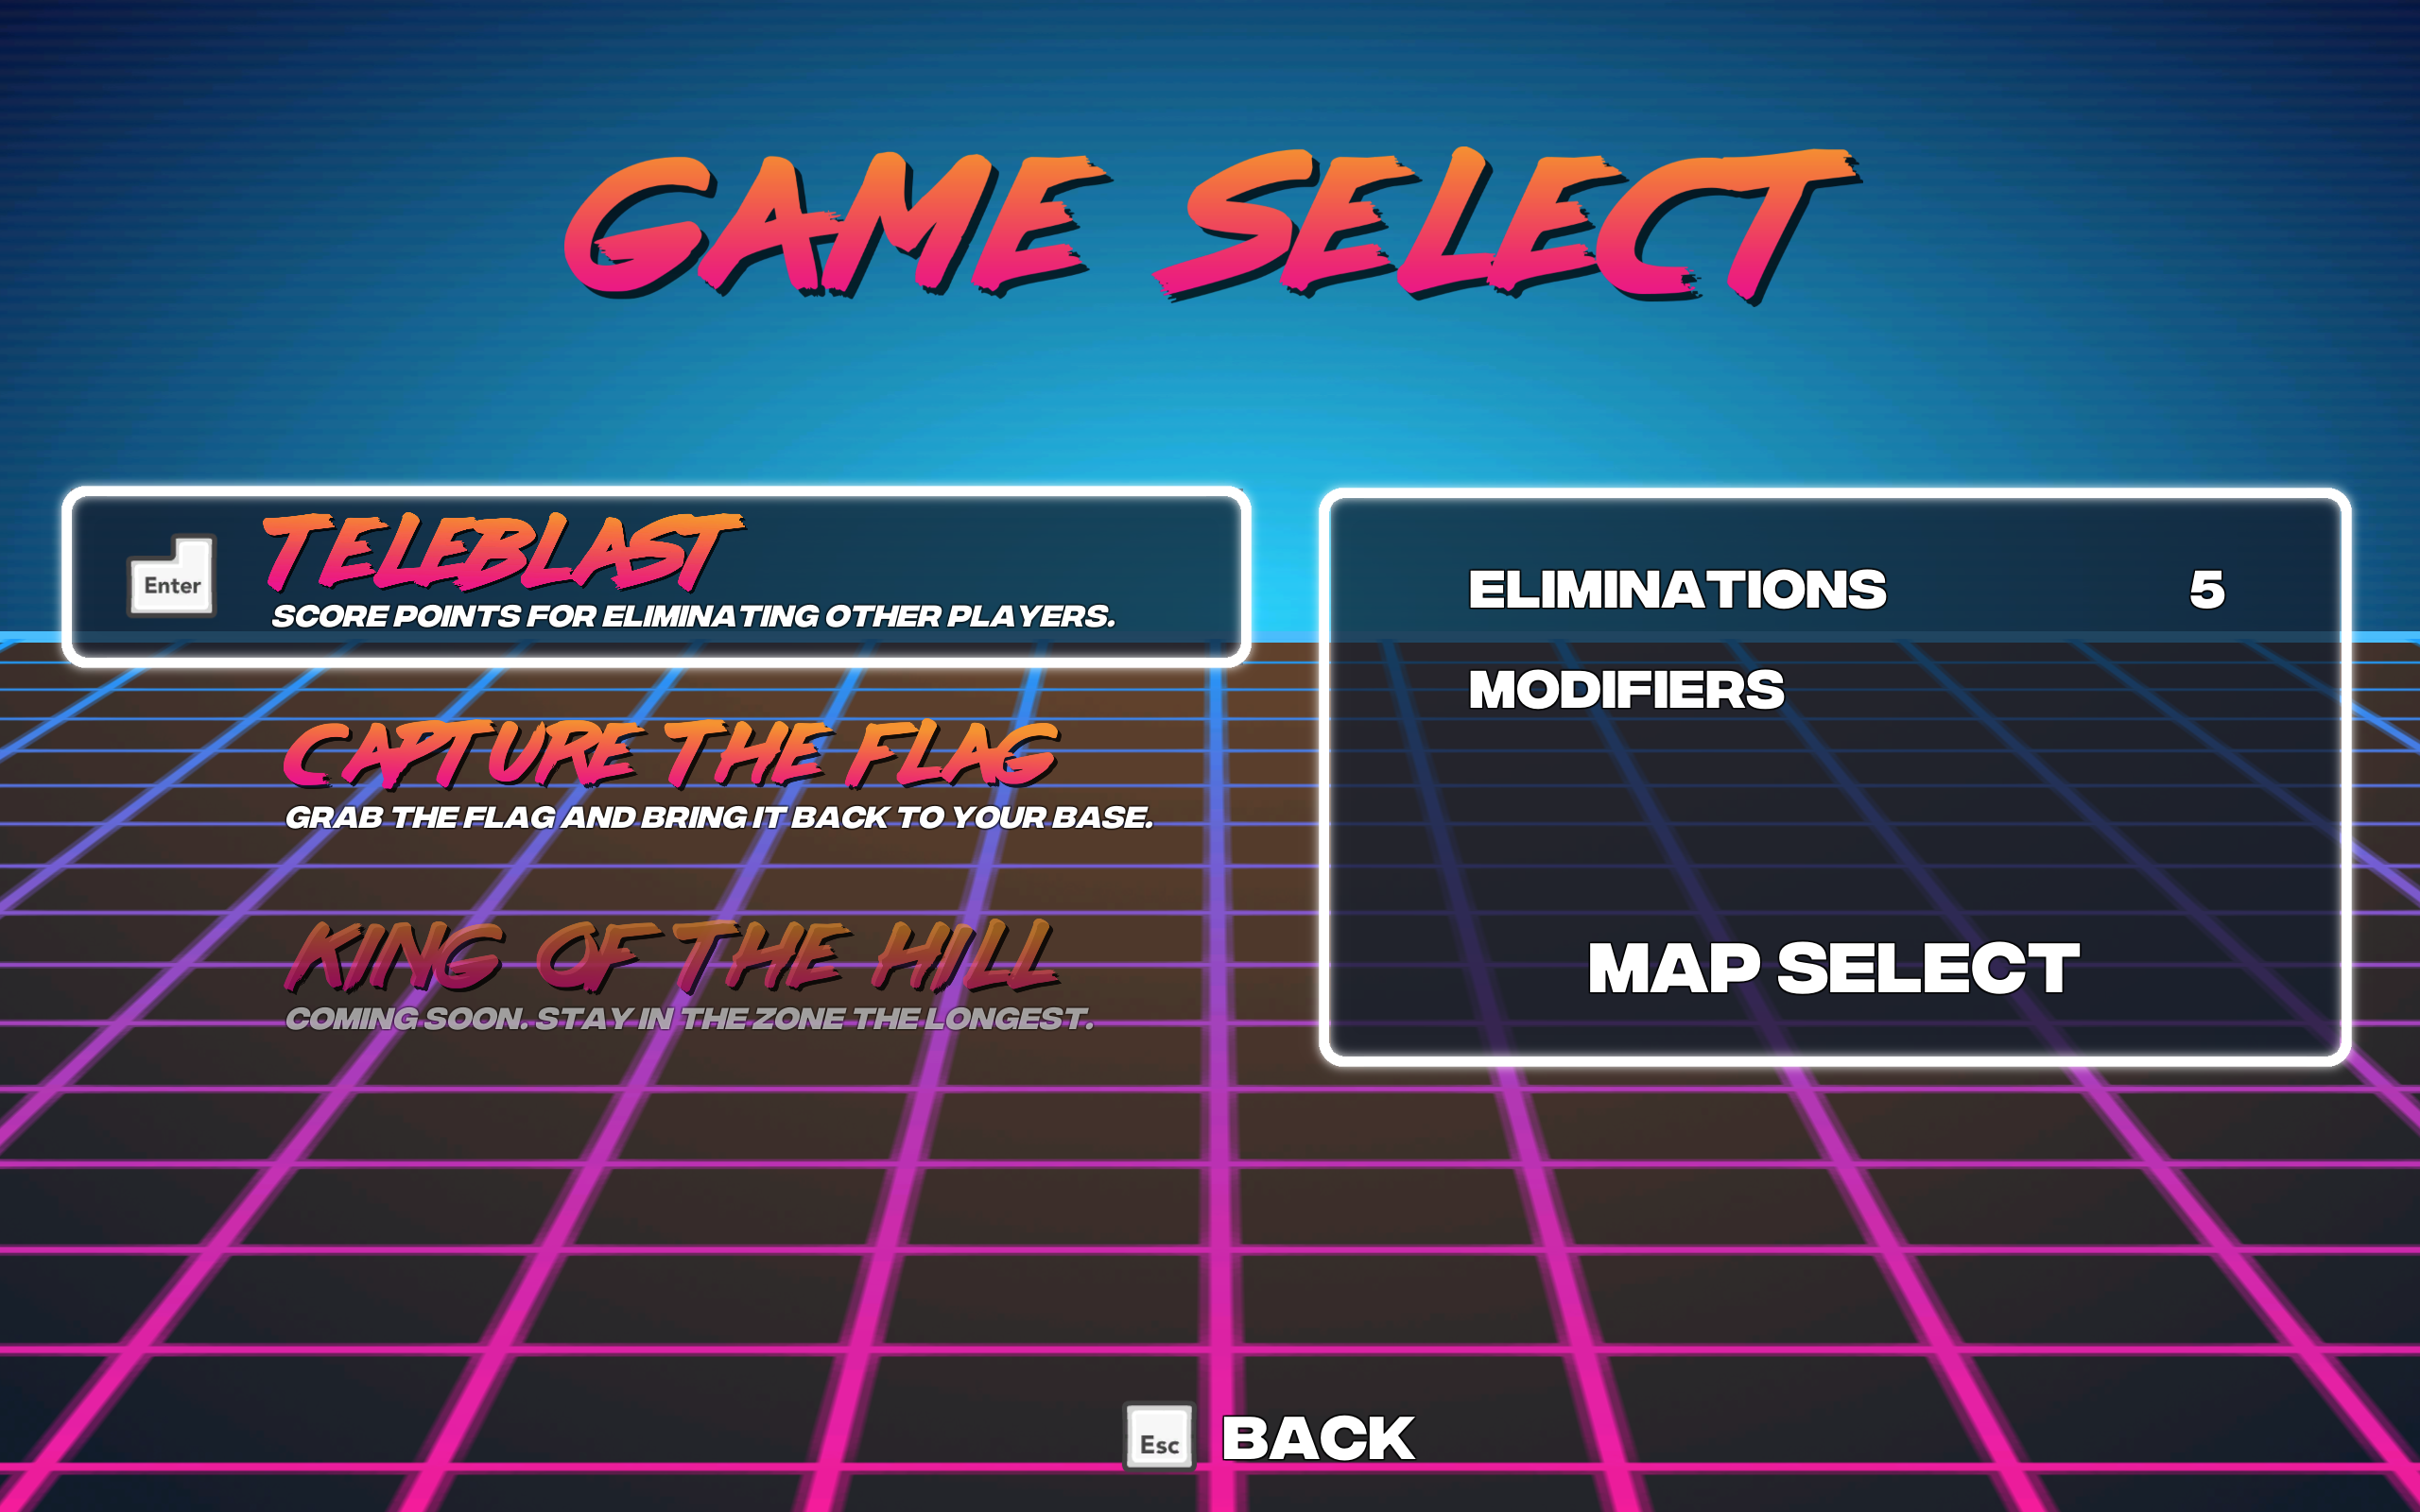 GAME SELECT
Enter
TELEBLAST
SCORE POINTS FOR ELIMINATING OTHER PLAYERS.
CAPTURE THE FLAG
GRAB THE FLAG AND BRING IT BACK TO YOUR BASE.
KING OF THE HILL
COMING SOON. STAY IN THE ZONE THE LONGEST.
ELIMINATIONS 5
MODIFIERS
MAP SELECT
Esc BACK